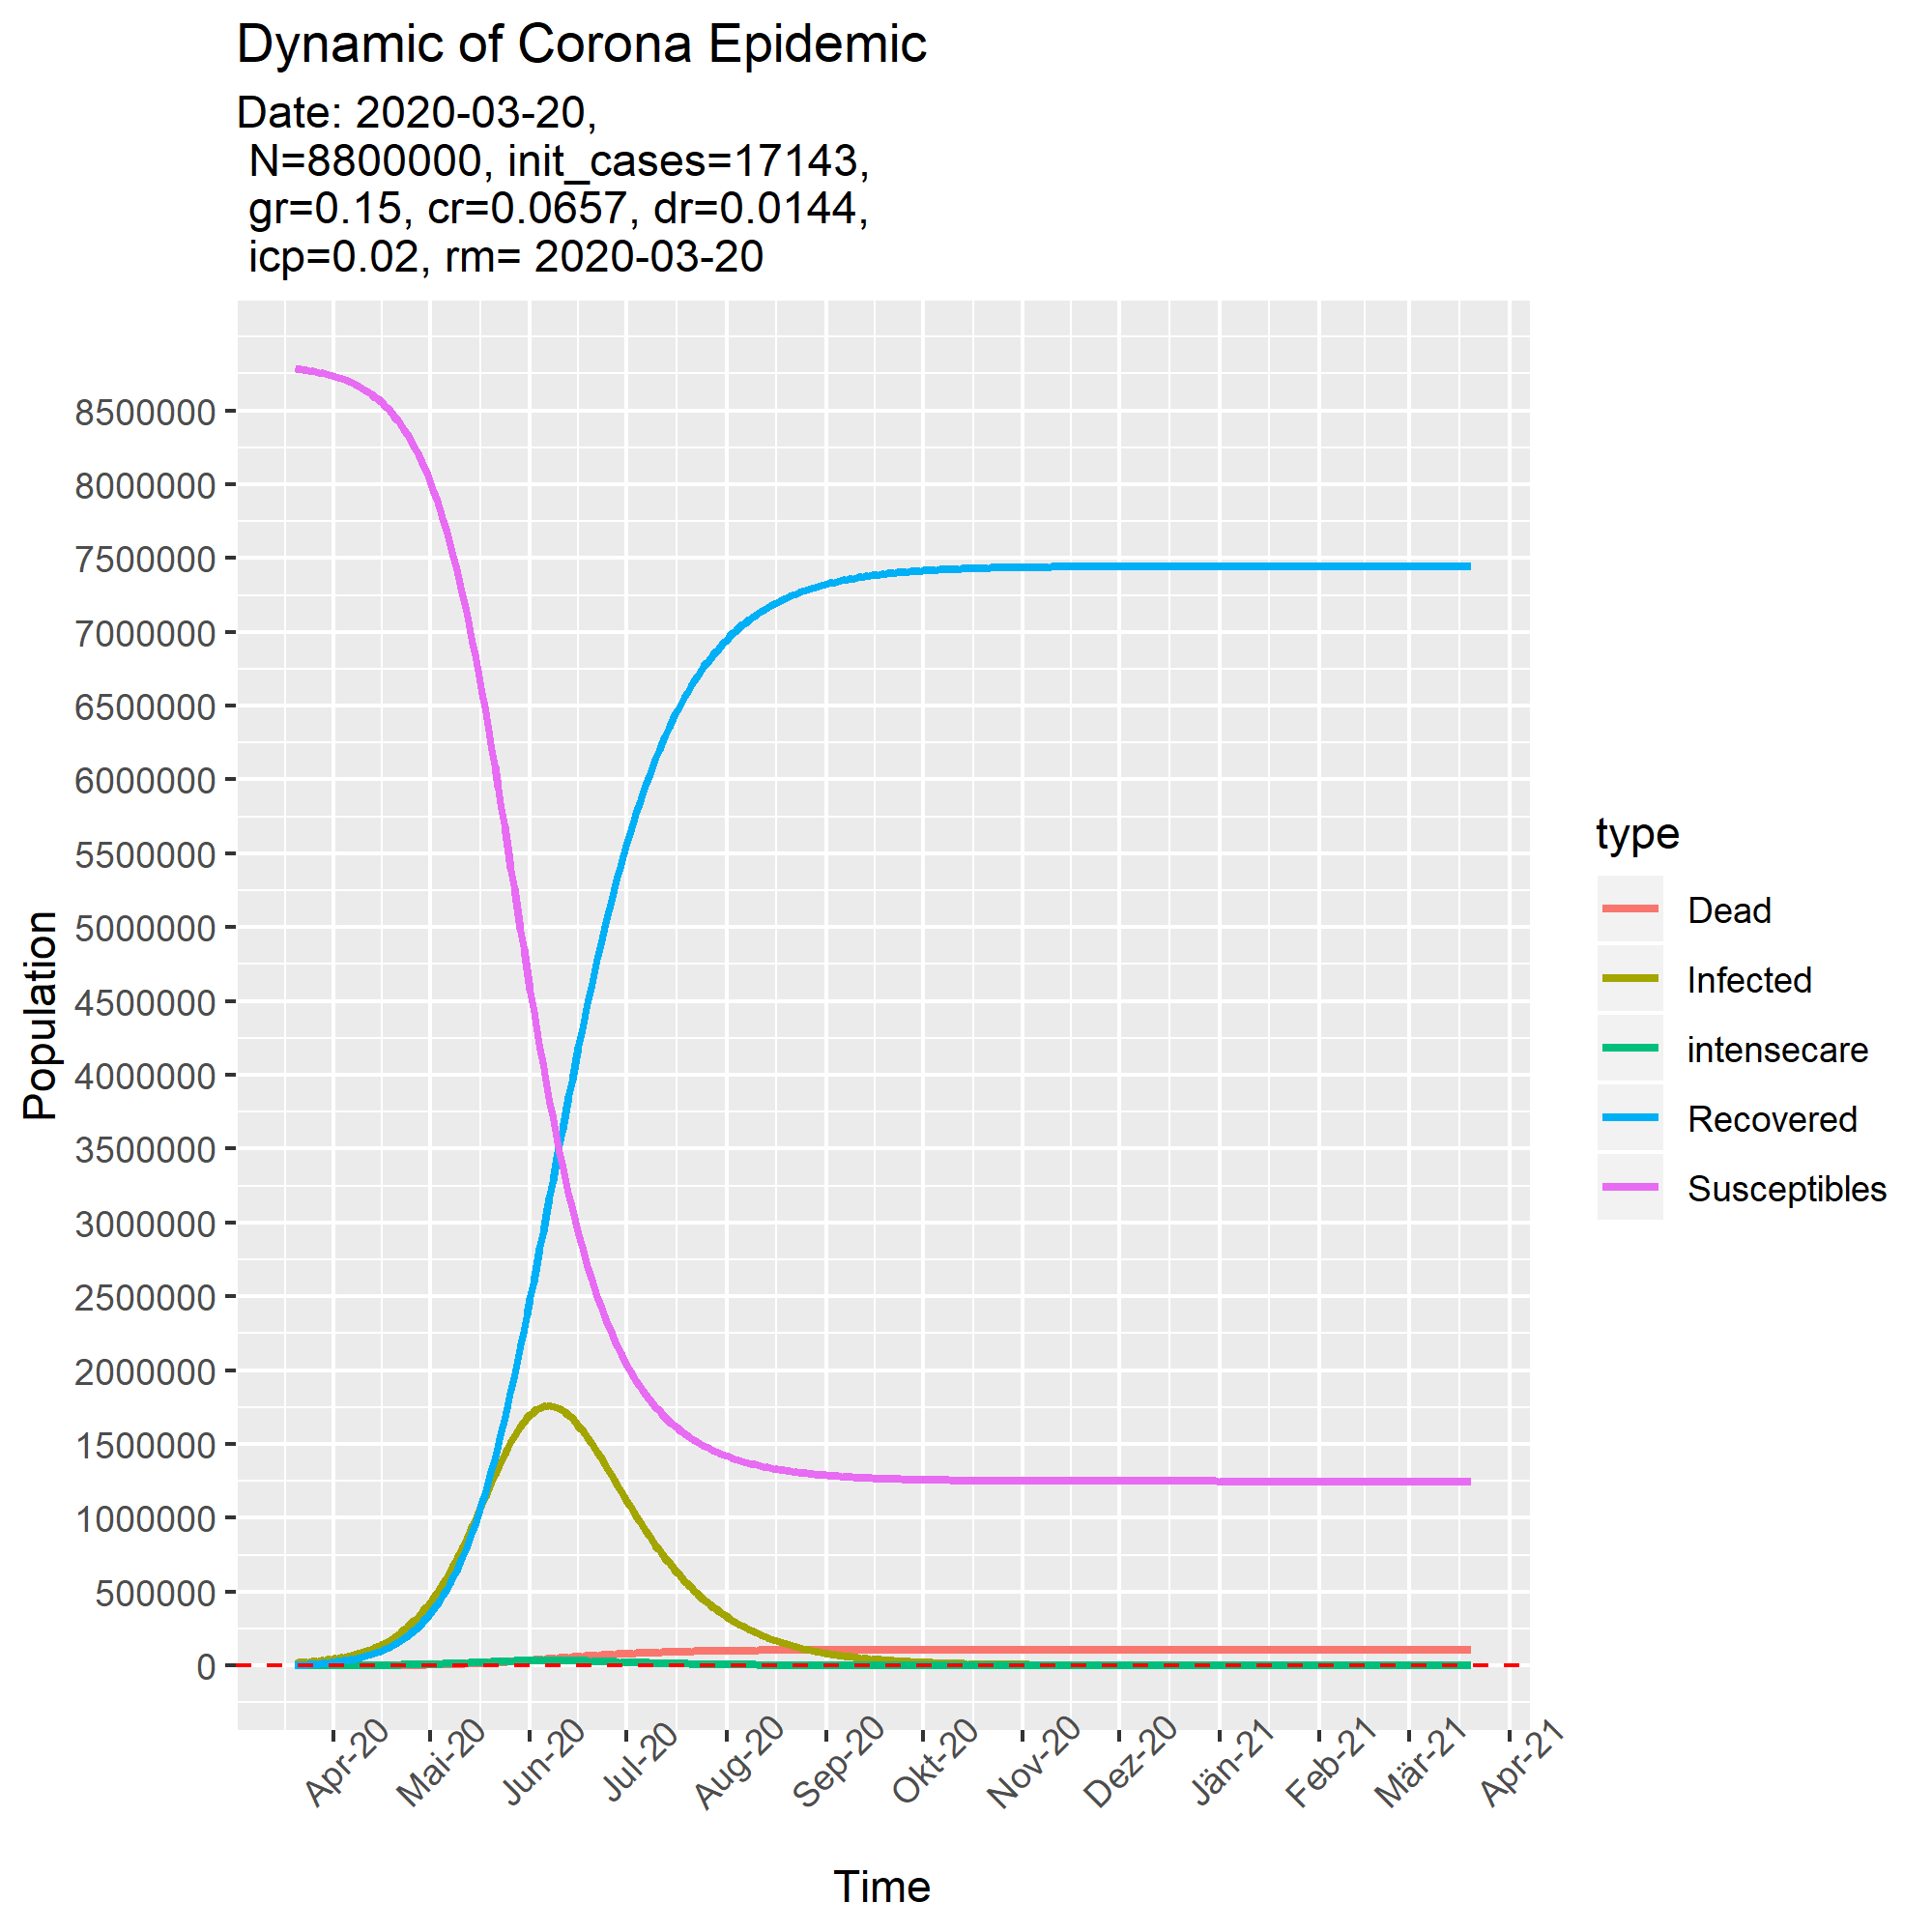 Dynamic of Corona Epidemic
Date: 2020-03-20,
N=8800000, init_cases=17143,
gr=0.15, cr=0.0657, dr=0.0144,
icp=0.02, rm= 2020-03-20
8500000
8000000
7500000
7000000
6500000
6000000
5500000
5000000
4500000
4000000
3500000
3000000
2500000
2000000
1500000
1000000
500000
0
Population
Apr-20
Mai-20
Jun-20
Jul-20
Aug-20
Sep-20
Okt-20
Nov-20
Dez-20
Jän-21
Feb-21
Mär-21
Apr-21
Time
type
Dead
Infected
intensecare
Recovered
Susceptibles